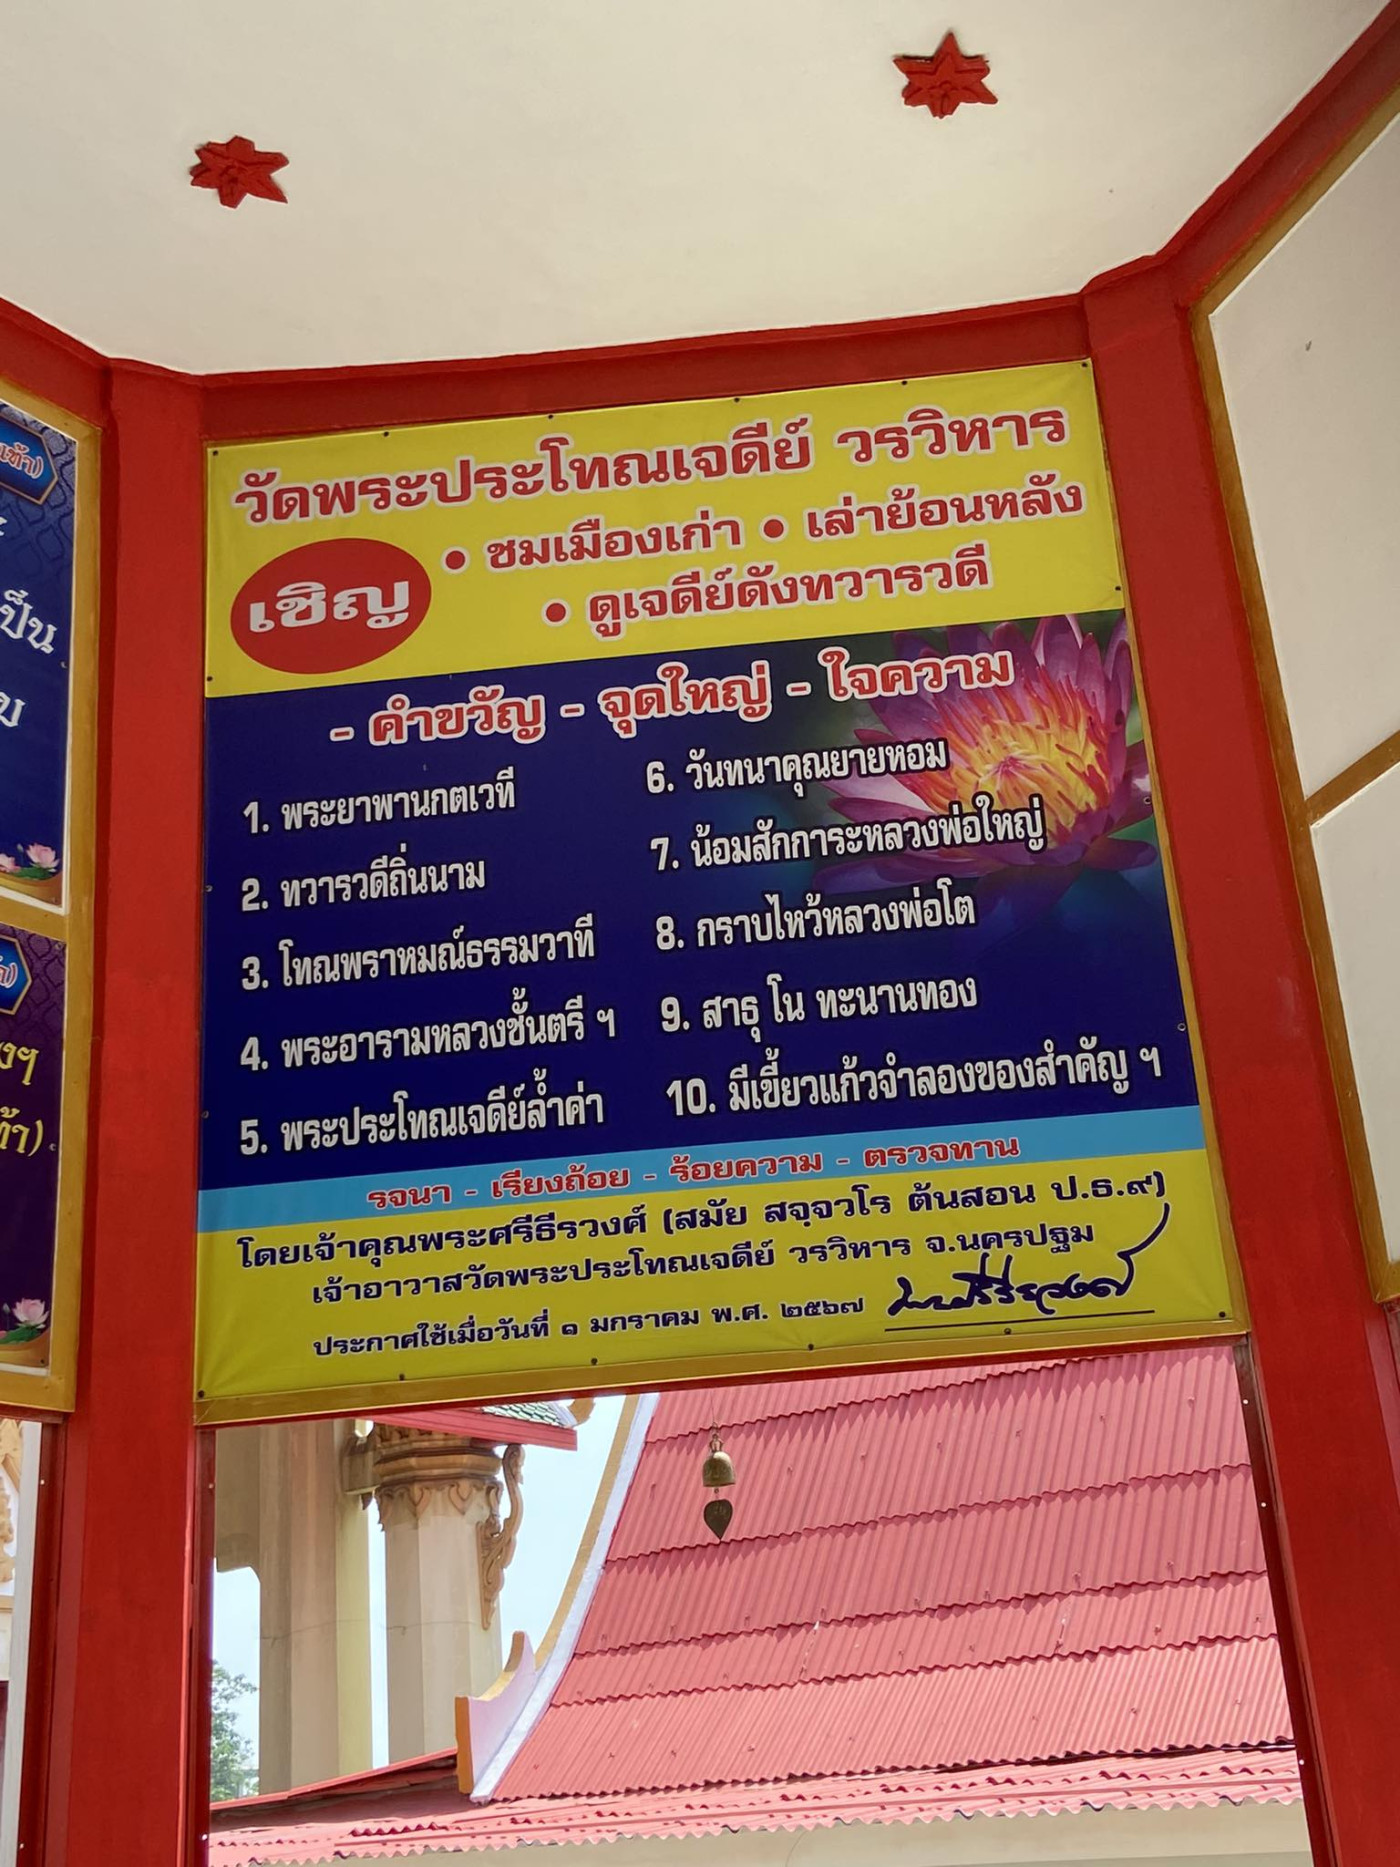 วัดพระประโทณเจดีย์ วรวิหาร
เชิญ
• ชมเมืองเก่า • เล่าย้อนหลัง
• ดูเจดีย์ดังทวารวดี
- คำขวัญ - จุดใหญ่ - ใจความ
1. พระยาพานกตเวที
2. ทวารวดีถิ่นนาม
3. โทณพราหมณ์ธรรมวาที
4. พระอารามหลวงชั้นตรี ฯ
5. พระประโทณเจดีย์ล้ำค่า
6. วันทนาคุณยายหอม
7. น้อมสักการะหลวงพ่อใหญ่
8. กราบไหว้หลวงพ่อโต
9. สาธุ โน ทะนานทอง
10. มีเขี้ยวแก้วจำลองของสำคัญ ฯ
รจนา - เรียงถ้อย - ร้อยความ - ตรวจทาน
โดยเจ้าคุณพระศรีธีรวงศ์ (สมัย สจฺจวโร ต้นสอน ป.ธ.๙)
เจ้าอาวาสวัดพระประโทณเจดีย์ วรวิหาร จ.นครปฐม
ประกาศใช้เมื่อวันที่ ๑ มกราคม พ.ศ. ๒๕๖๗